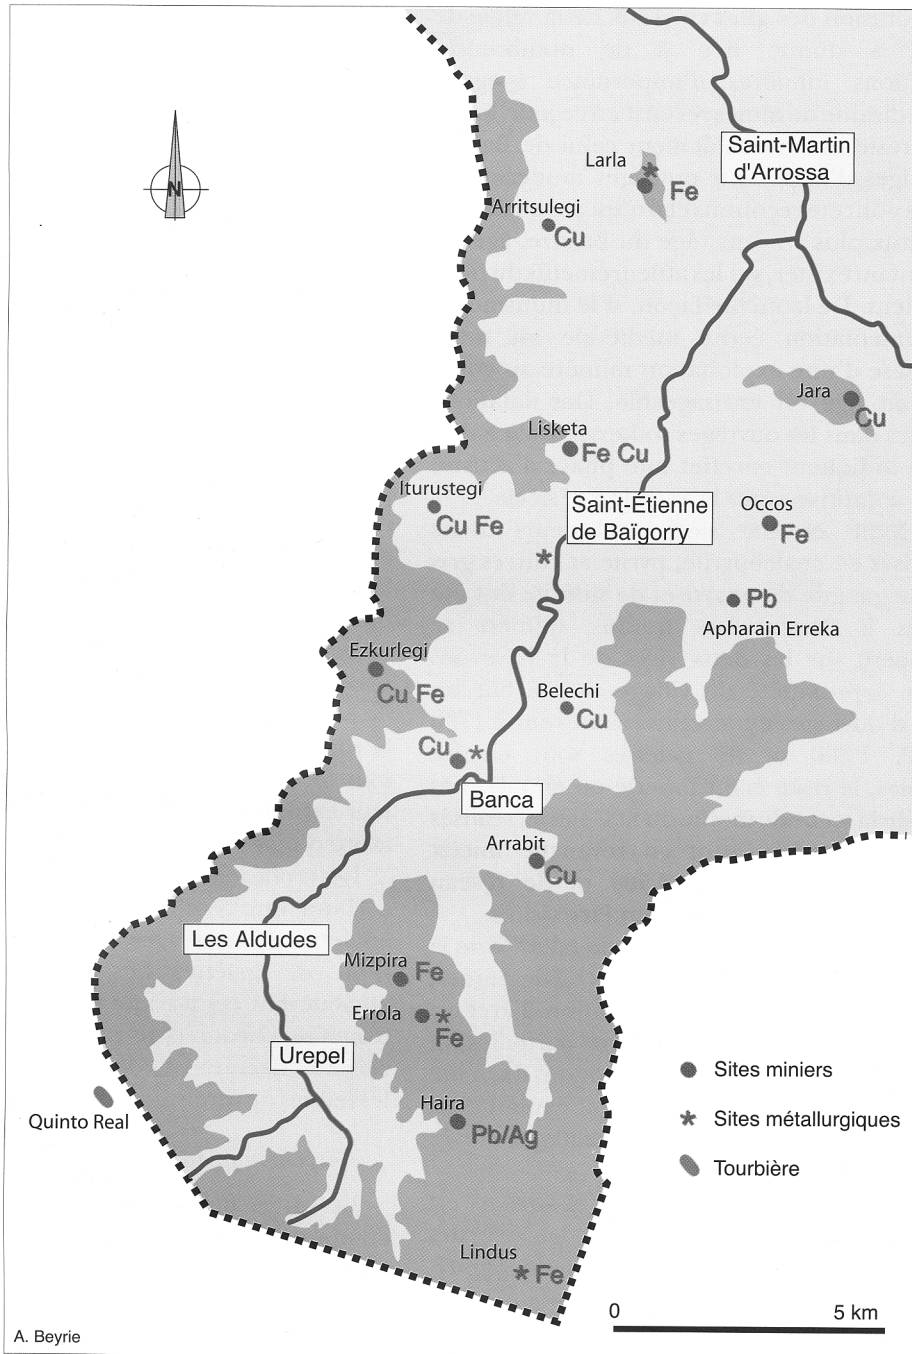 Saint-Martin
d'Arrossa
Larla
Fe
N
Arritsulegi
Cu
Jara
Cu
Lisketa
Fe Cu
Iturustegi
Cu Fe
Saint-Étienne
de Baïgorry
Occos
Fe
Pb
Apharain Erreka
Ezkurlegi
Cu Fe
Belechi
Cu
Cu
Banca
Arrabit
Cu
Les Aldudes
Mizpira
Fe
Errola
Fe
Urepel
Sites miniers
Haira
Pb/Ag
Quinto Real
Sites métallurgiques
Tourbière
Lindus
Fe
0 5 km
A. Beyrie